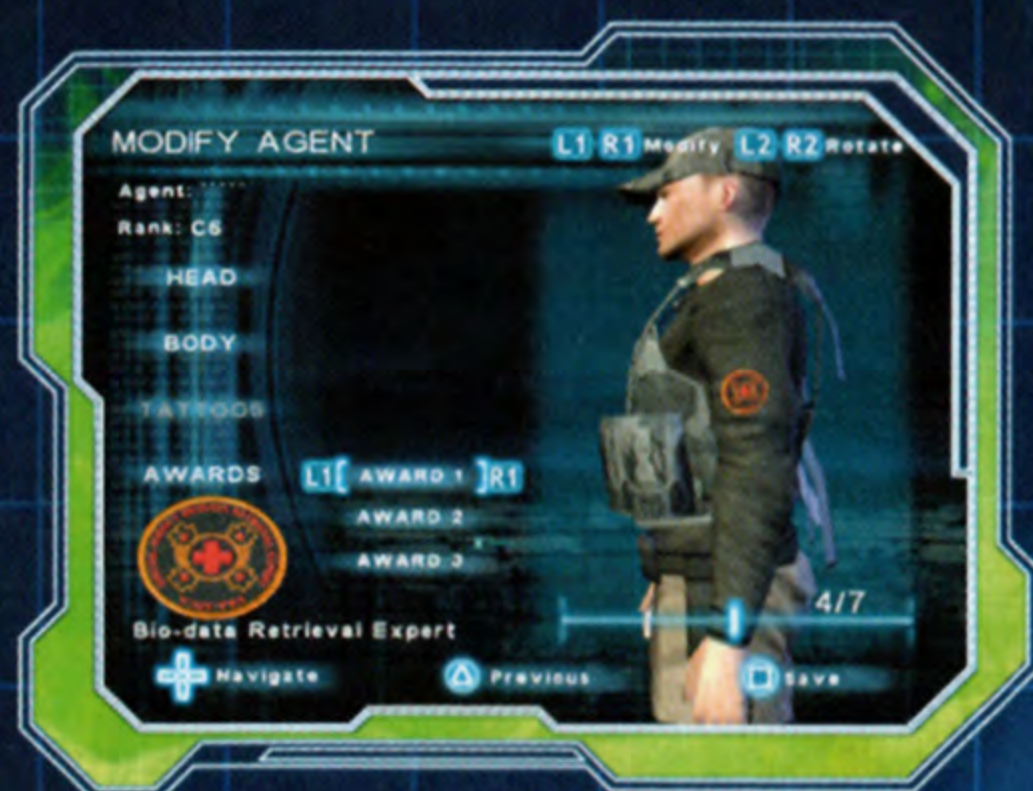 MODIFY AGENT
L1 R1 Modify L2 R2 Rotate
Agent: -----
Rank: C6
HEAD
BODY
TATTOOS
AWARDS L1[ AWARD 1 ]R1
AWARD 2
AWARD 3
4/7
Bio-data Retrieval Expert
Navigate Previous Save